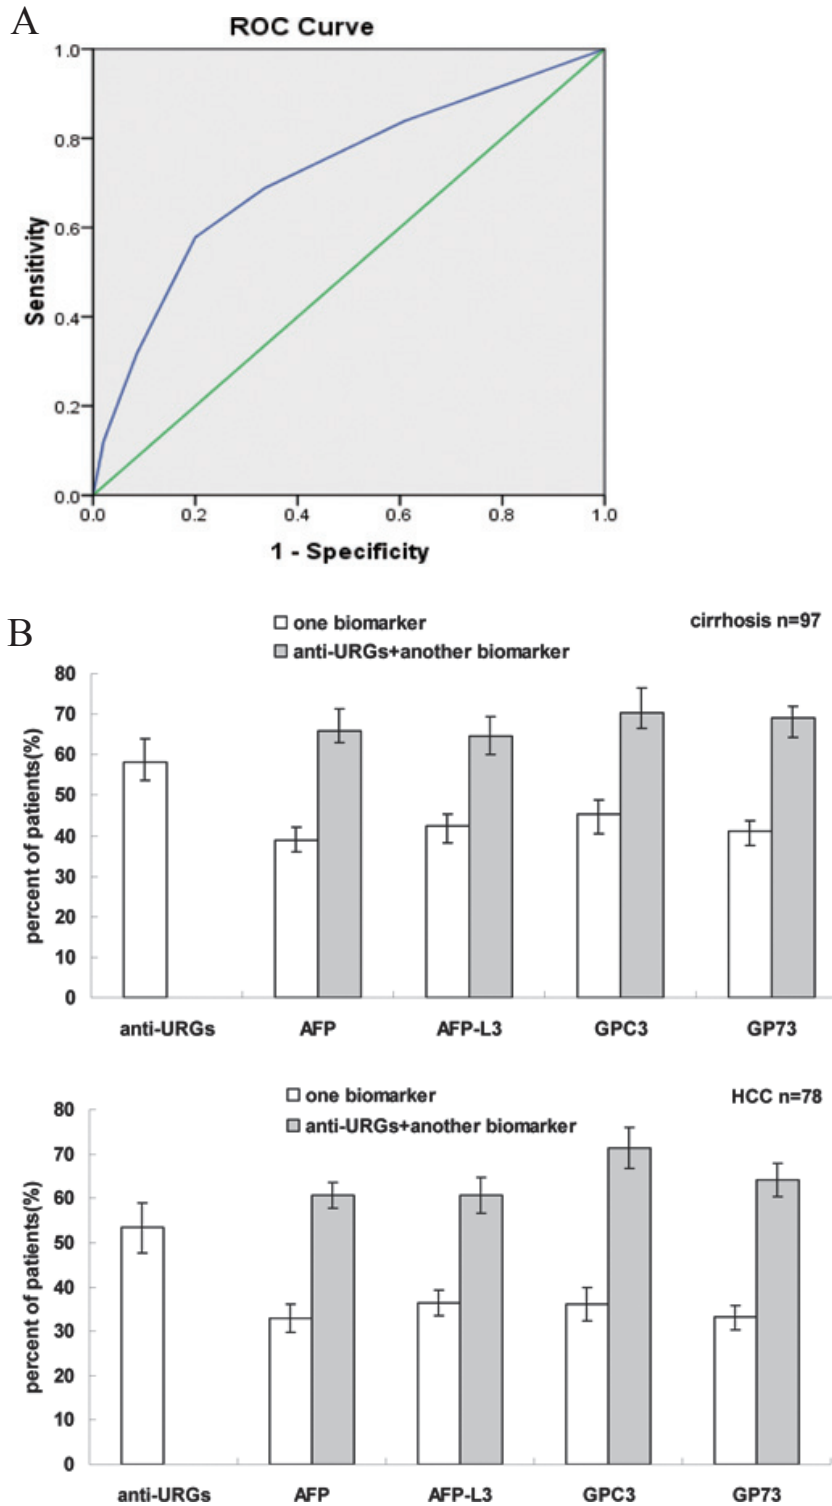 A
ROC Curve
1.0
0.8
0.6
0.4
0.2
0.0
Sensitivity
0.0 0.2 0.4 0.6 0.8 1.0
1 - Specificity
B
one biomarker
anti-URGs+another biomarker
cirrhosis n=97
80
70
60
50
40
30
20
10
0
percent of patients(%)
anti-URGs AFP AFP-L3 GPC3 GP73
one biomarker
anti-URGs+another biomarker
HCC n=78
80
70
60
50
40
30
20
10
0
percent of patients(%)
anti-URGs AFP AFP-L3 GPC3 GP73